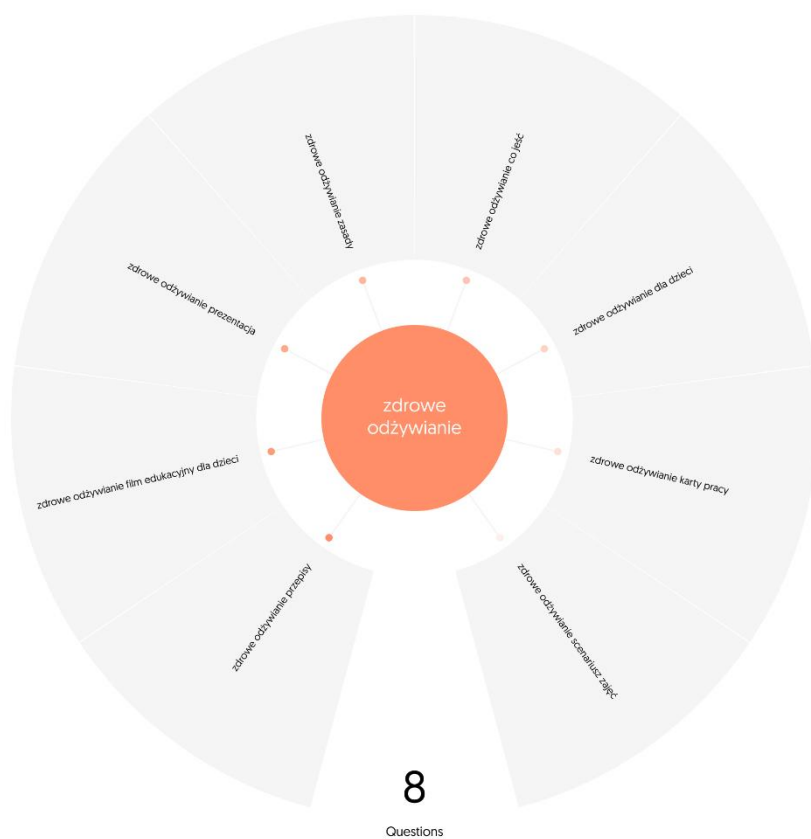 zdrowe odżywianie zasady
zdrowe odżywianie co jeść
zdrowe odżywianie prezentacja
zdrowe odżywianie dla dzieci
zdrowe
odżywianie
zdrowe odżywianie film edukacyjny dla dzieci
zdrowe odżywianie karty pracy
zdrowe odżywianie przepisy
zdrowe odżywianie scenariusz zajęć
8
Questions